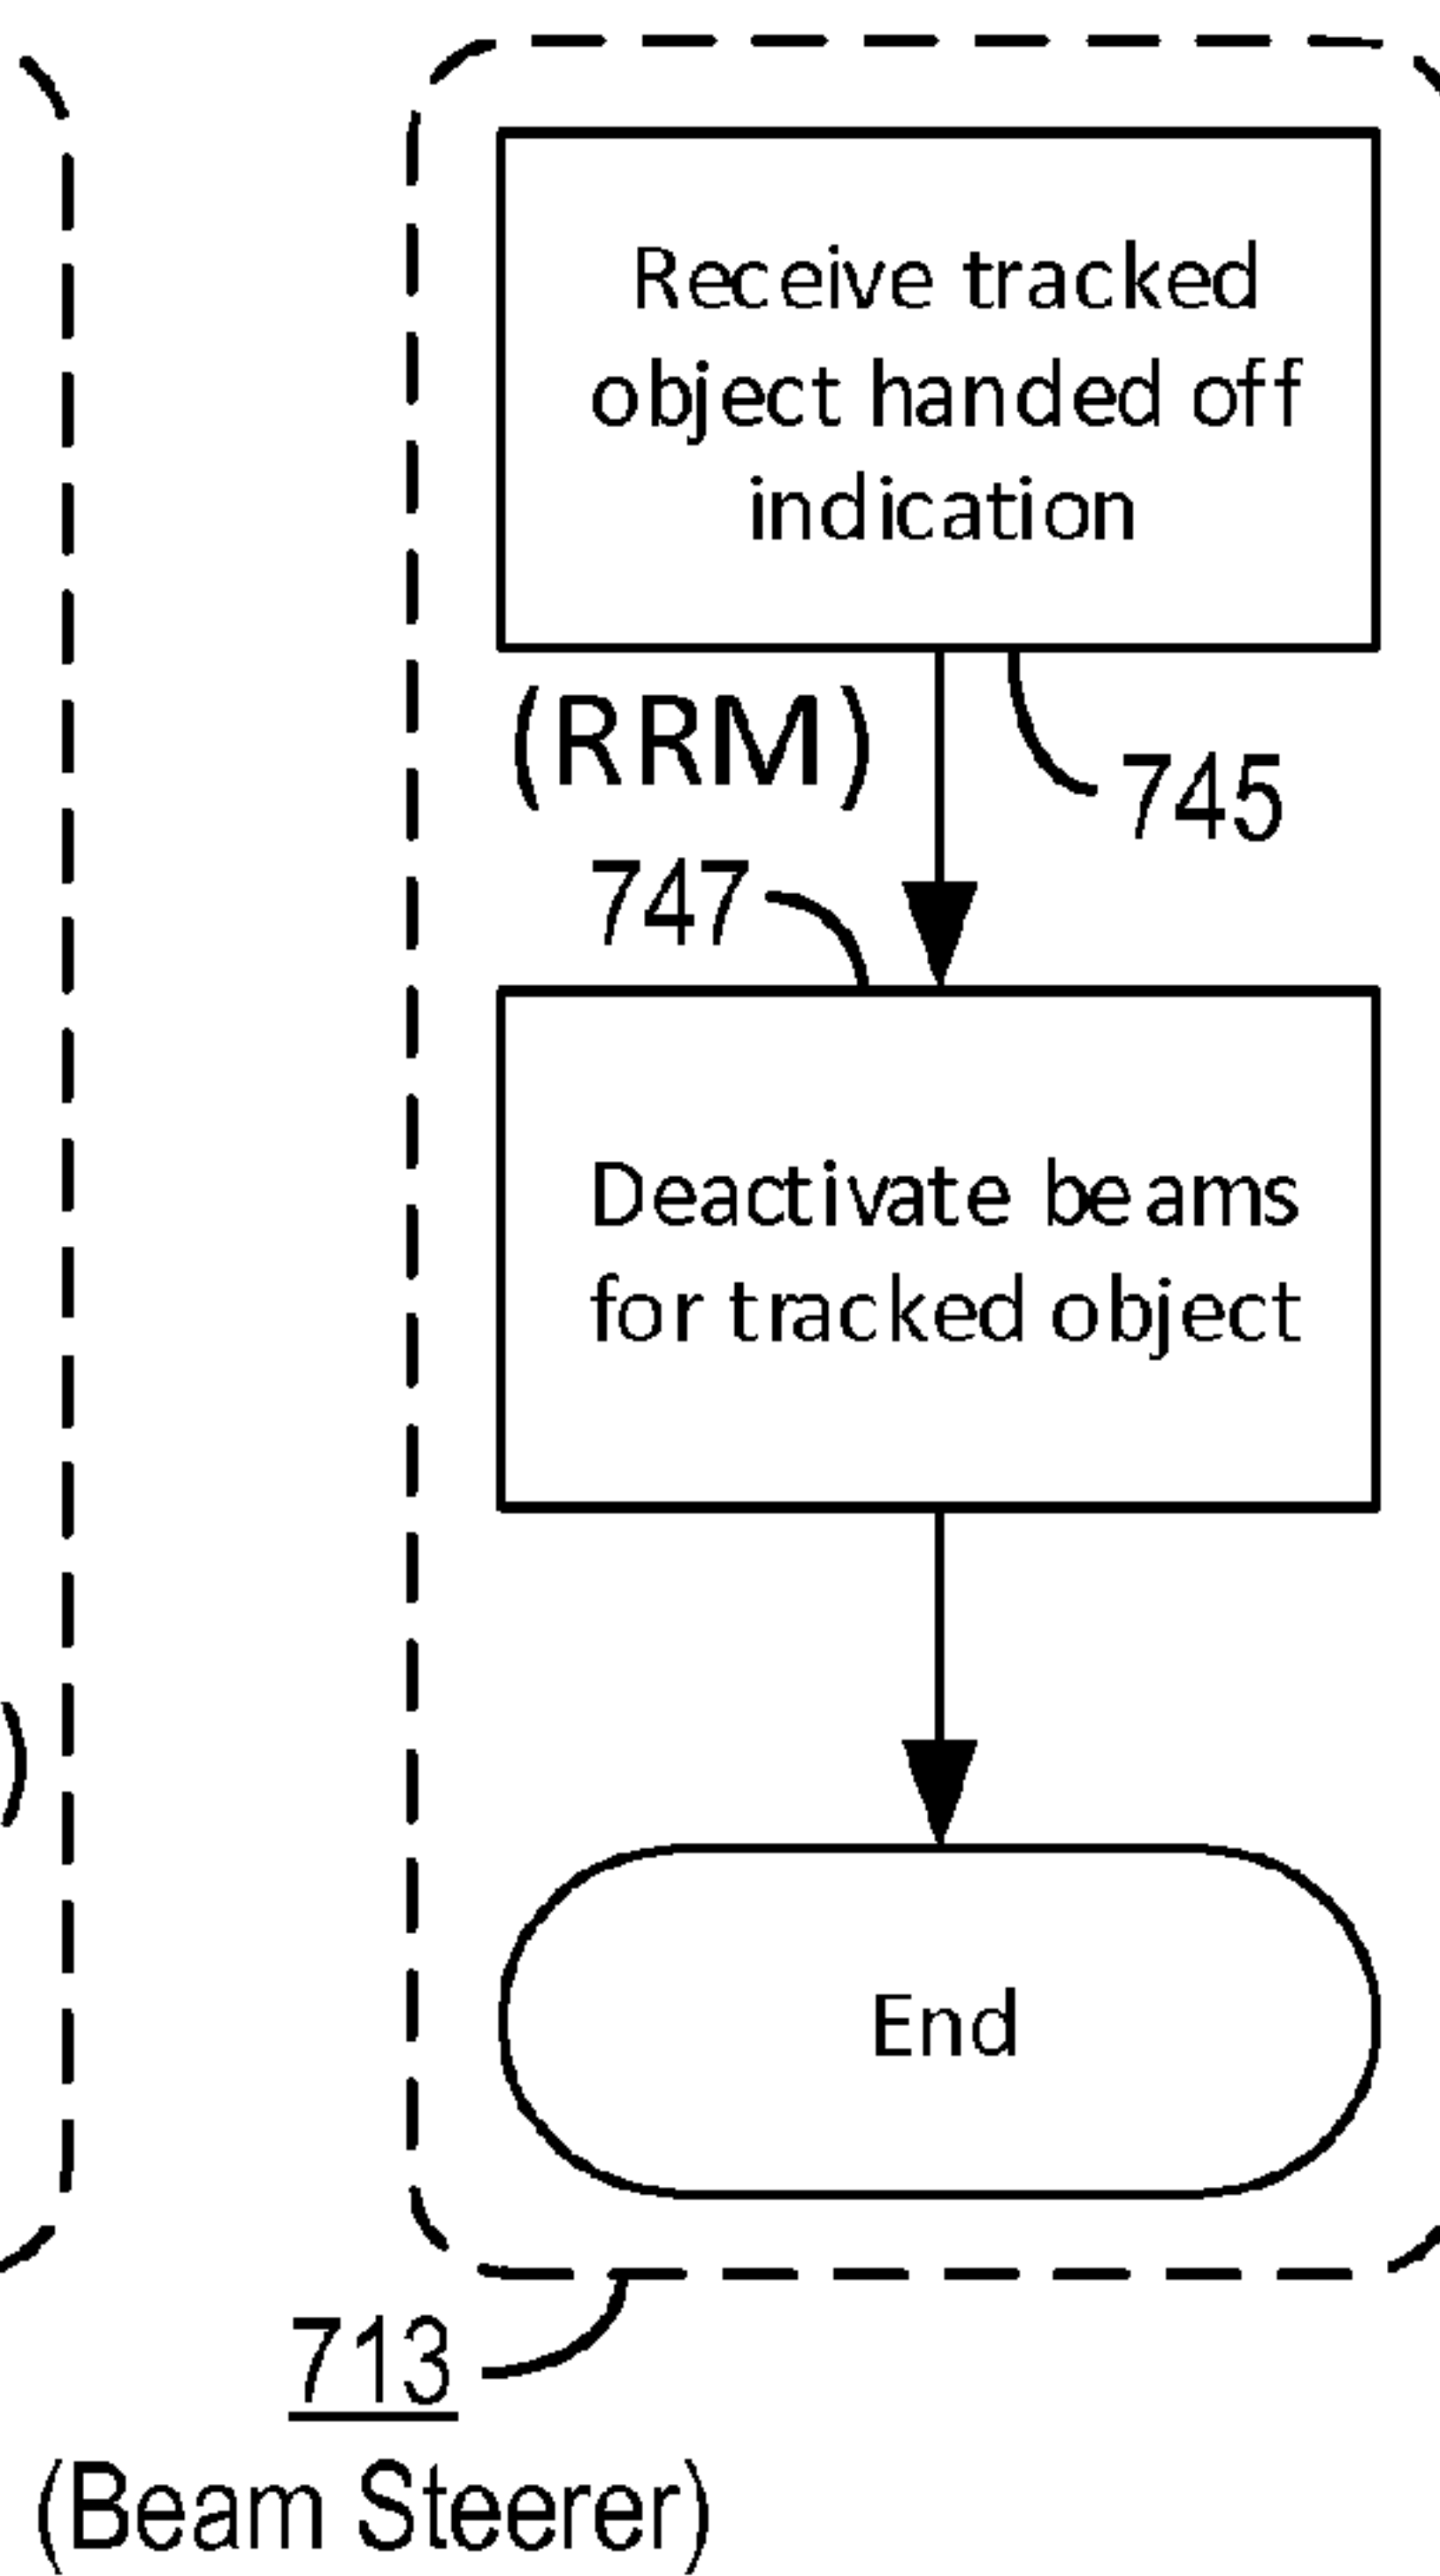 Receive tracked
object handed off
indication
(RRM)
745
747
Deactivate beams
for tracked object
)
End
713
(Beam Steerer)